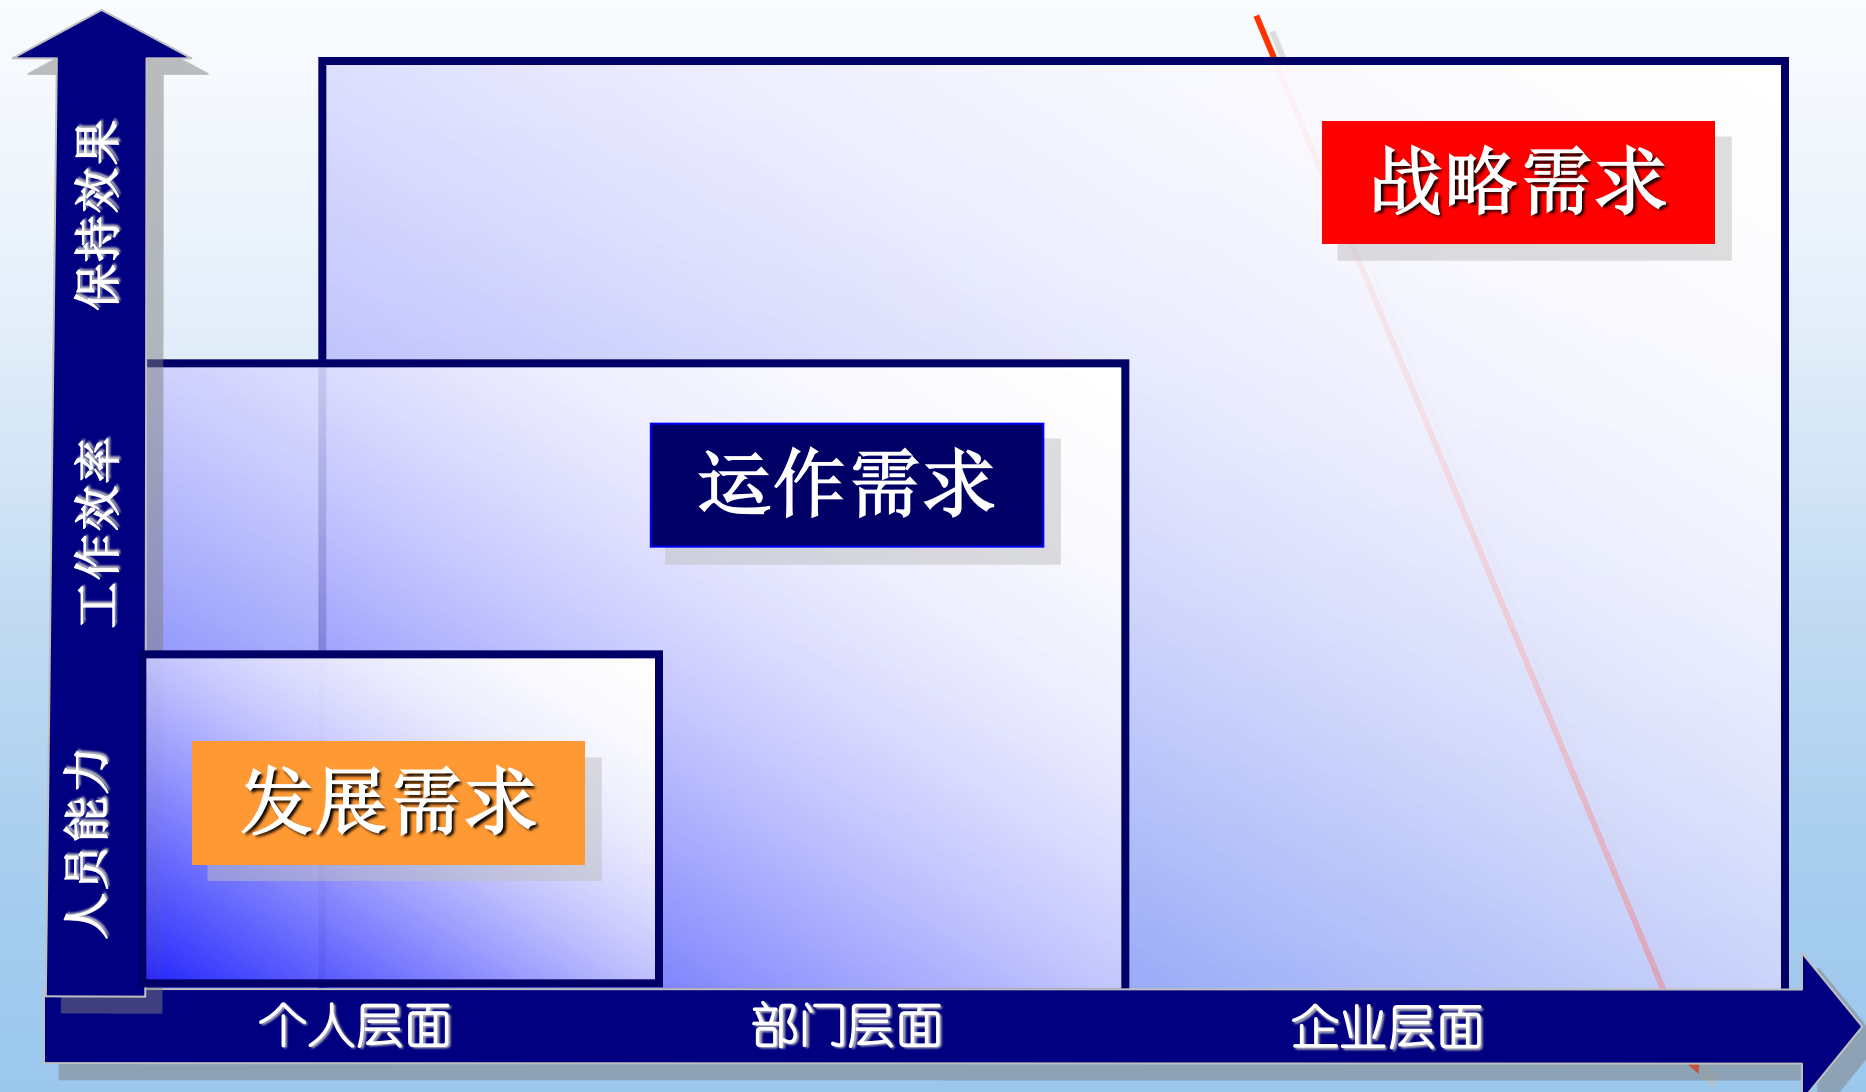 保持效果
战略需求
工作效率
运作需求
人员能力
发展需求
个人层面
部门层面
企业层面